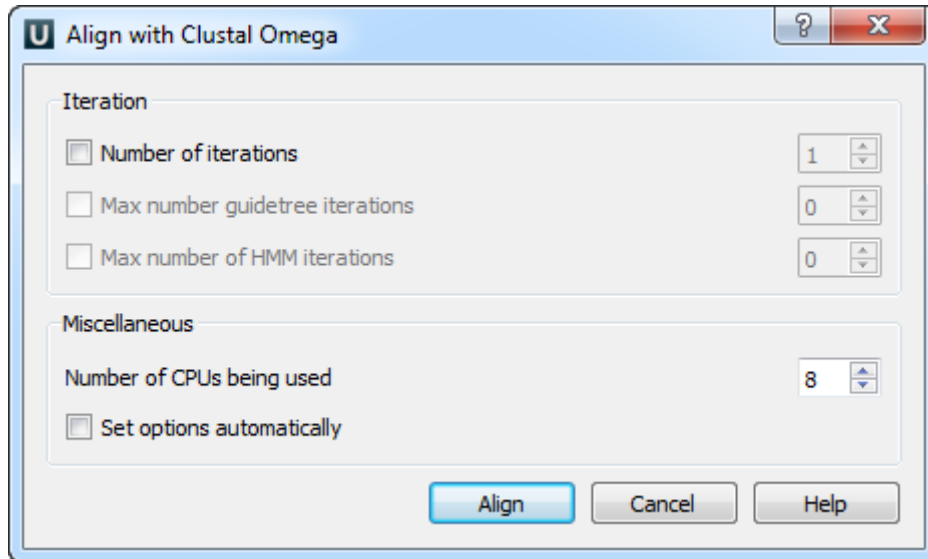 U Align with Clustal Omega ? X
Iteration
Number of iterations 1
Max number guidetree iterations 0
Max number of HMM iterations 0
Miscellaneous
Number of CPUs being used 8
Set options automatically
Align Cancel Help